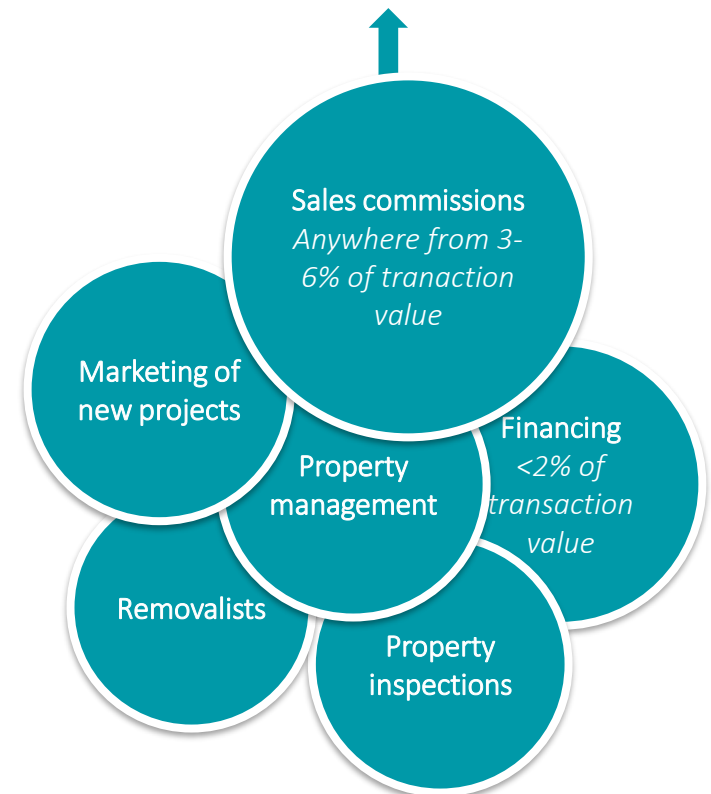 Sales commissions
Anywhere from 3-
6% of tranaction
value
Marketing of
new projects
Financing
<2% of
transaction
value
Property
management
Removalists
Property
inspections